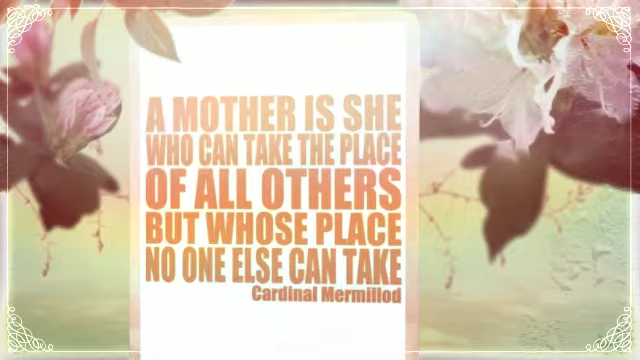 A MOTHER IS SHE
WHO CAN TAKE THE PLACE
OF ALL OTHERS
BUT WHOSE PLACE
NO ONE ELSE CAN TAKE
Cardinal Mermillod